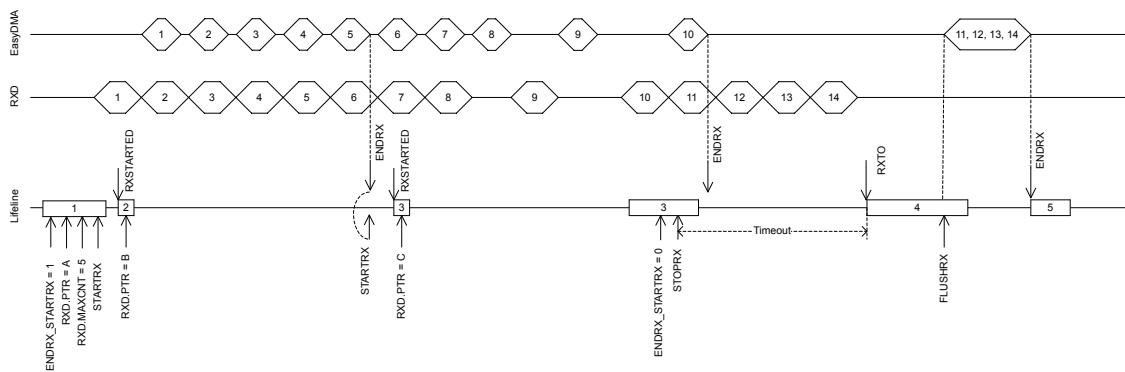 EasyDMA
1
2
3
4
5
6
7
8
9
10
11, 12, 13, 14
RXD
1
2
3
4
5
6
7
8
9
10
11
12
13
14
RXSTARTED
ENDRX
RXSTARTED
ENDRX
RXTO
ENDRX
Lifeline
1
2
3
3
4
5
Timeout
ENDRX_STARTRX = 1
RXD.PTR = A
RXD.MAXCNT = 5
STARTRX
RXD.PTR = B
STARTRX
RXD.PTR = C
ENDRX_STARTRX = 0
STOPRX
FLUSHRX